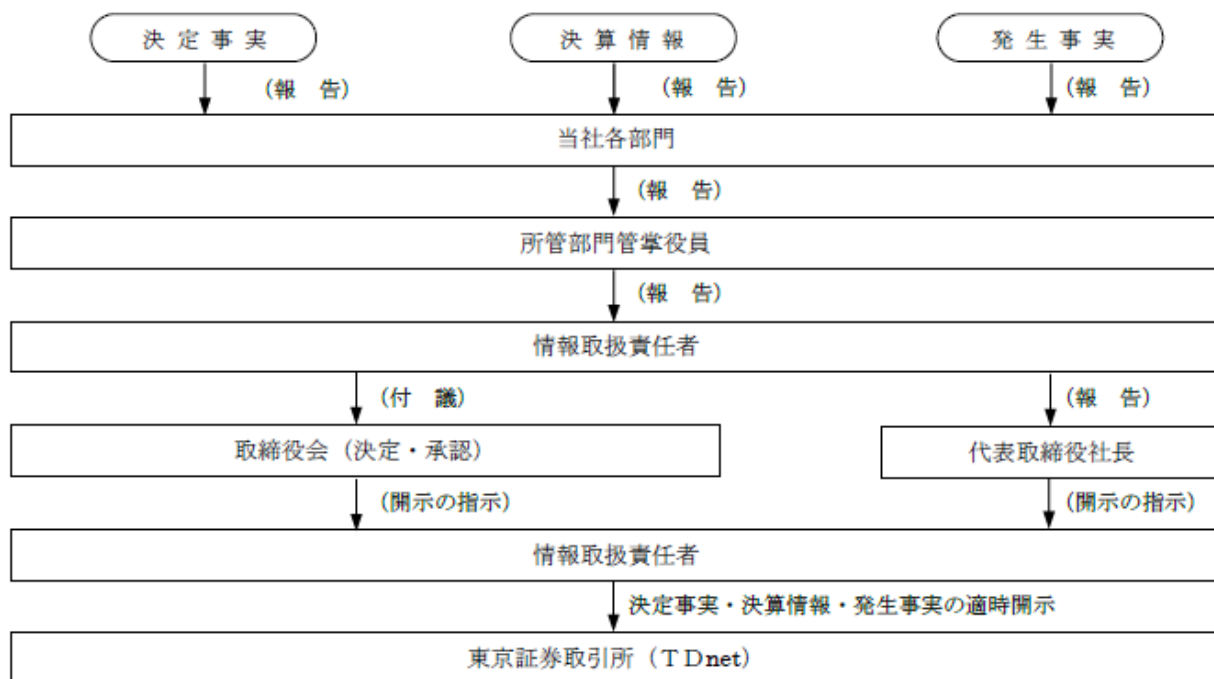 決定事実 決算情報 発生事実
(報 告) (報 告) (報 告)
当社各部門
(報 告)
所管部門管掌役員
(報 告)
情報取扱責任者
(付 議) (報 告)
取締役会（決定・承認） 代表取締役社長
(開示の指示) (開示の指示)
情報取扱責任者
決定事実・決算情報・発生事実の適時開示
東京証券取引所（ＴＤnet）